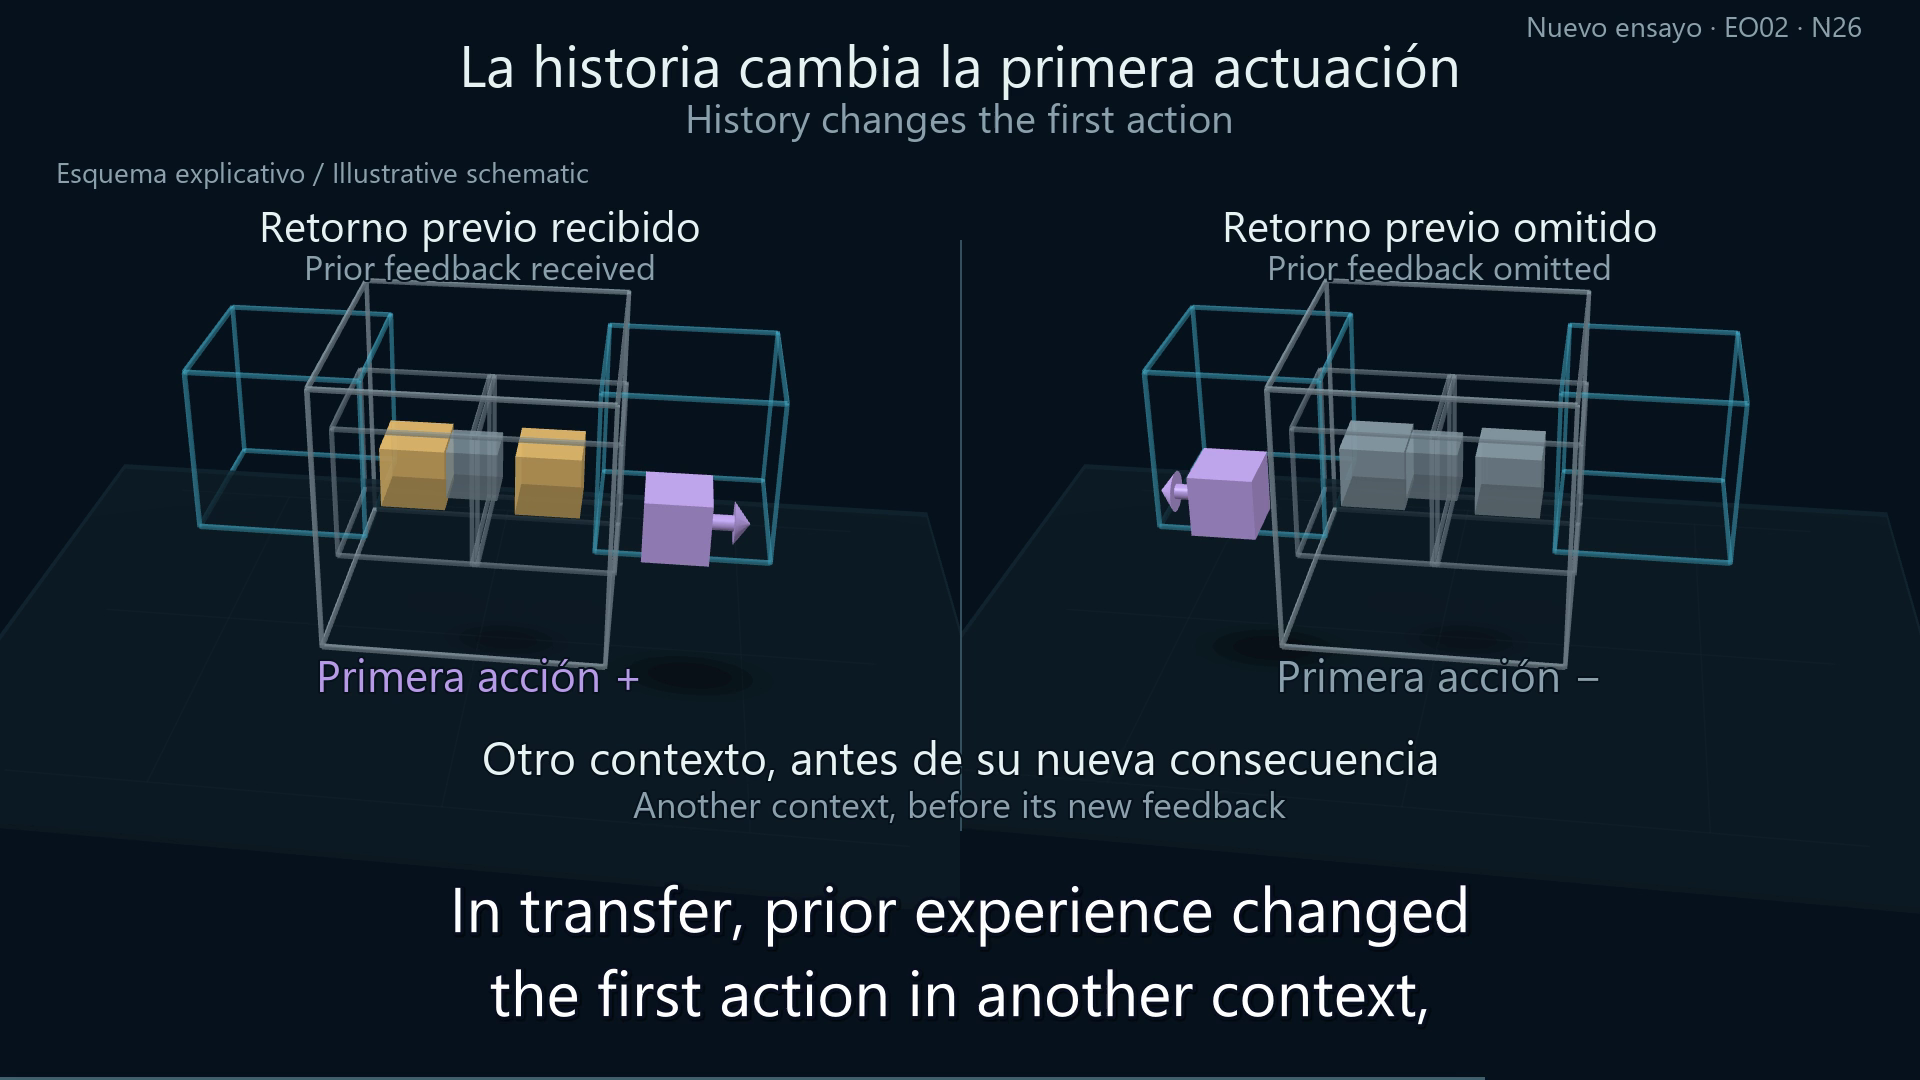 Nuevo ensayo · EO02 · N26
La historia cambia la primera actuación
History changes the first action
Esquema explicativo / Illustrative schematic
Retorno previo recibido
Prior feedback received
Retorno previo omitido
Prior feedback omitted
Primera acción +
Primera acción −
Otro contexto, antes de su nueva consecuencia
Another context, before its new feedback
In transfer, prior experience changed
the first action in another context,